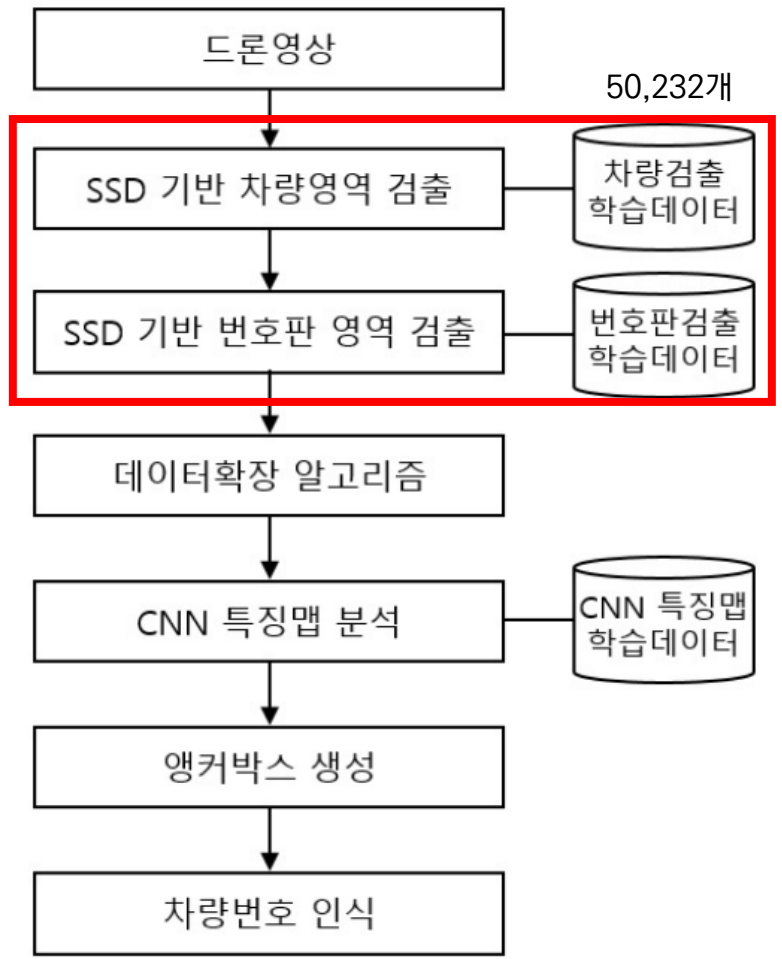 드론영상
50,232개
SSD 기반 차량영역 검출
차량검출
학습데이터
SSD 기반 번호판 영역 검출
번호판검출
학습데이터
데이터확장 알고리즘
CNN 특징맵 분석
CNN 특징맵
학습데이터
앵커박스 생성
차량번호 인식